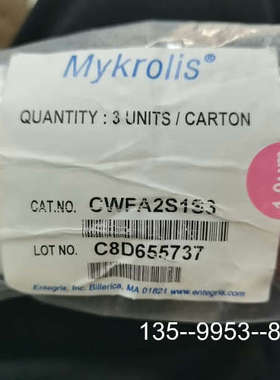 Mykrolis®
QUANTITY : 3 UNITS / CARTON
CAT.NO. CWFA2S1S3
LOT NO. C8D655737
Entegris, Inc. Billerica, MA 01821 www.entegris.com
135--9953--8